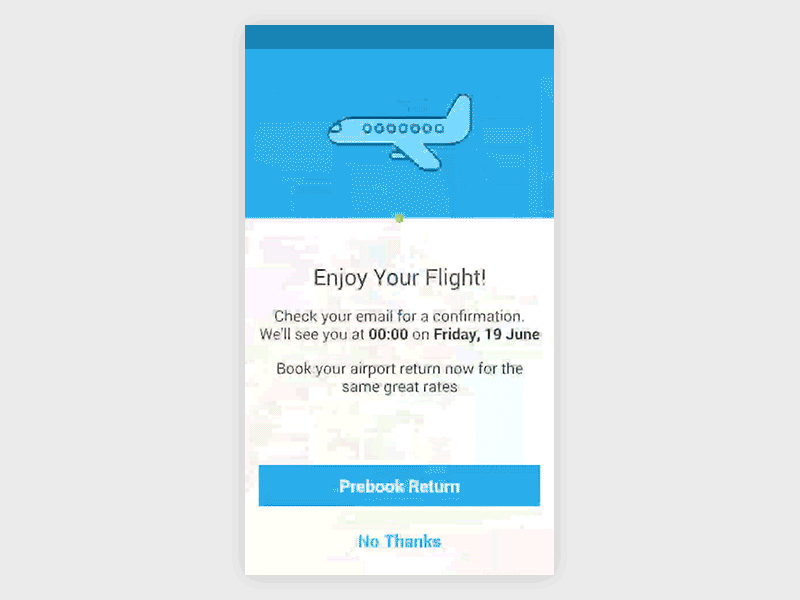 Enjoy Your Flight!
Check your email for a confirmation.
We'll see you at 00:00 on Friday, 19 June
Book your airport return now for the
same great rates
Prebook Return
No Thanks